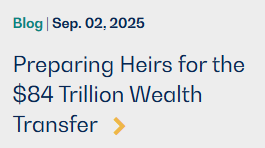 Blog | Sep. 02, 2025
Preparing Heirs for the
$84 Trillion Wealth
Transfer